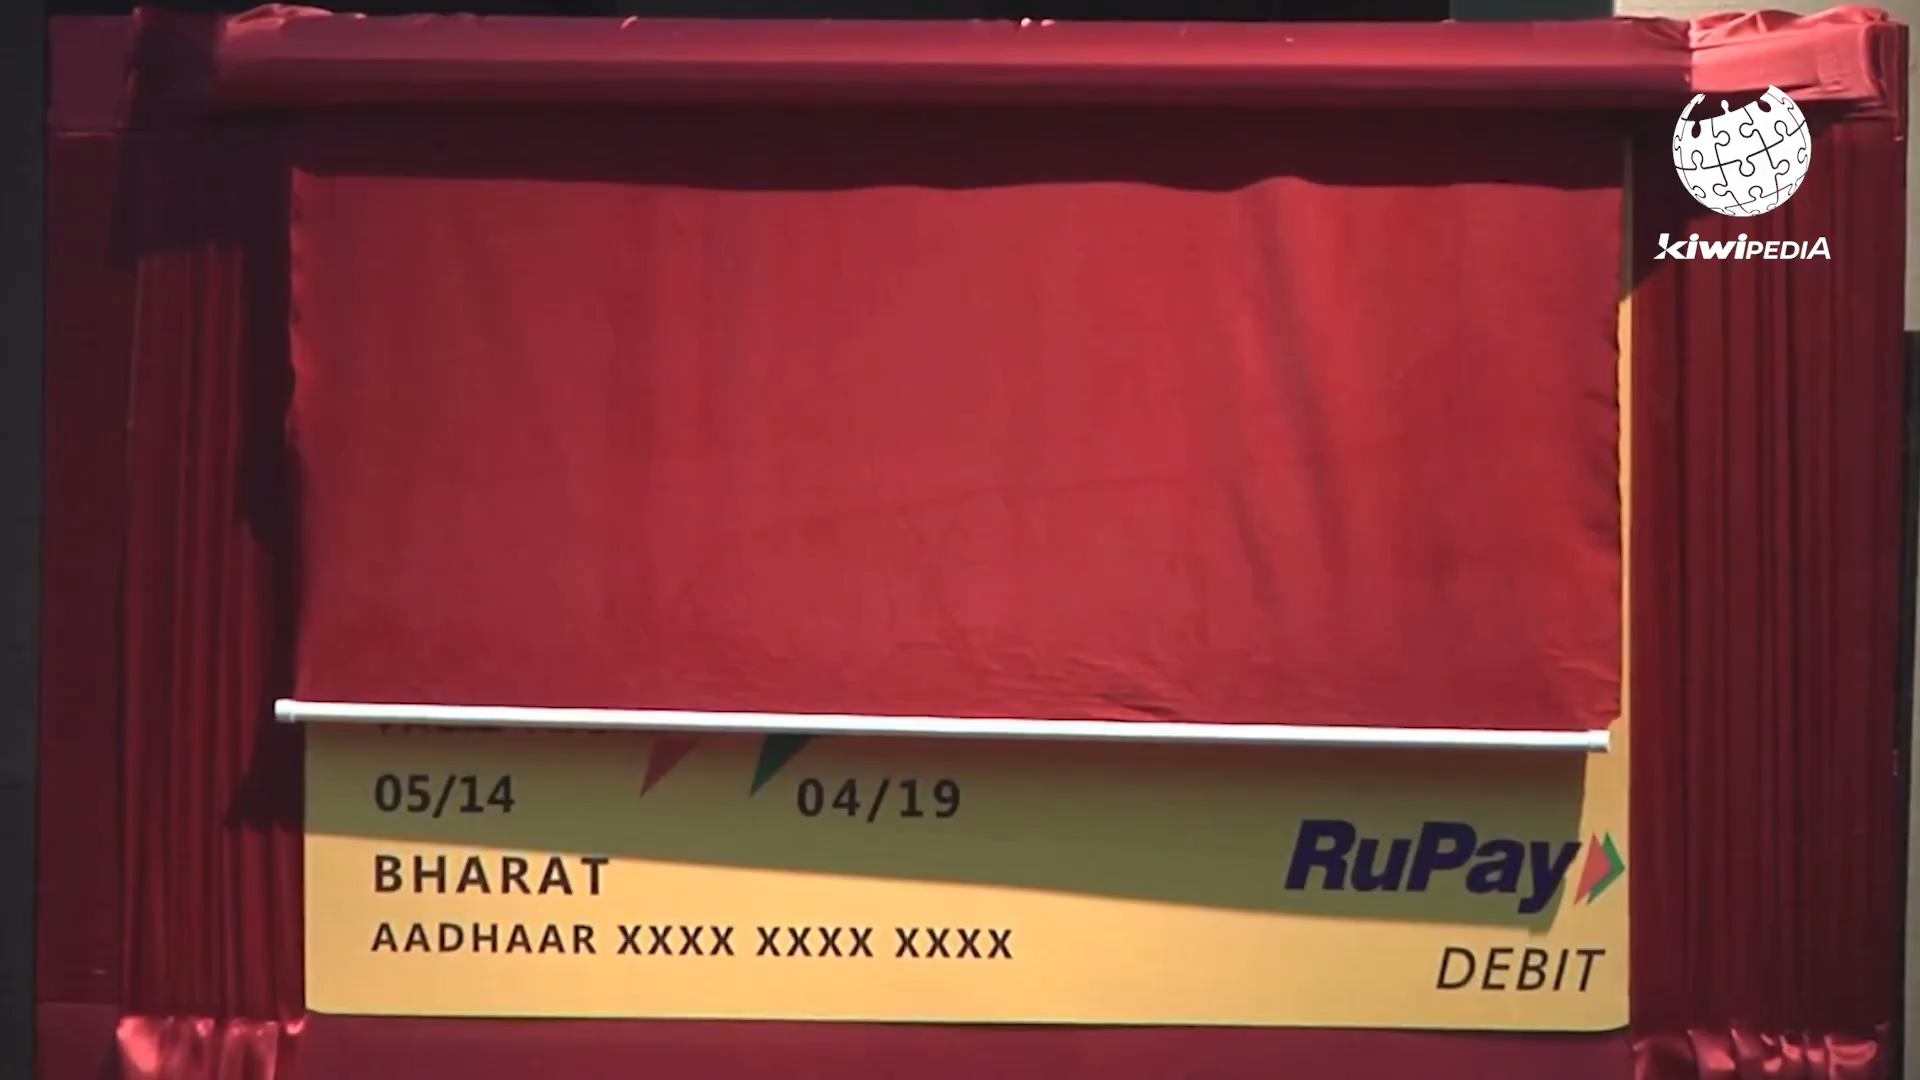 kiwiPEDIA
05/14 04/19
BHARAT
RuPay
AADHAAR XXXX XXXX XXXX
DEBIT